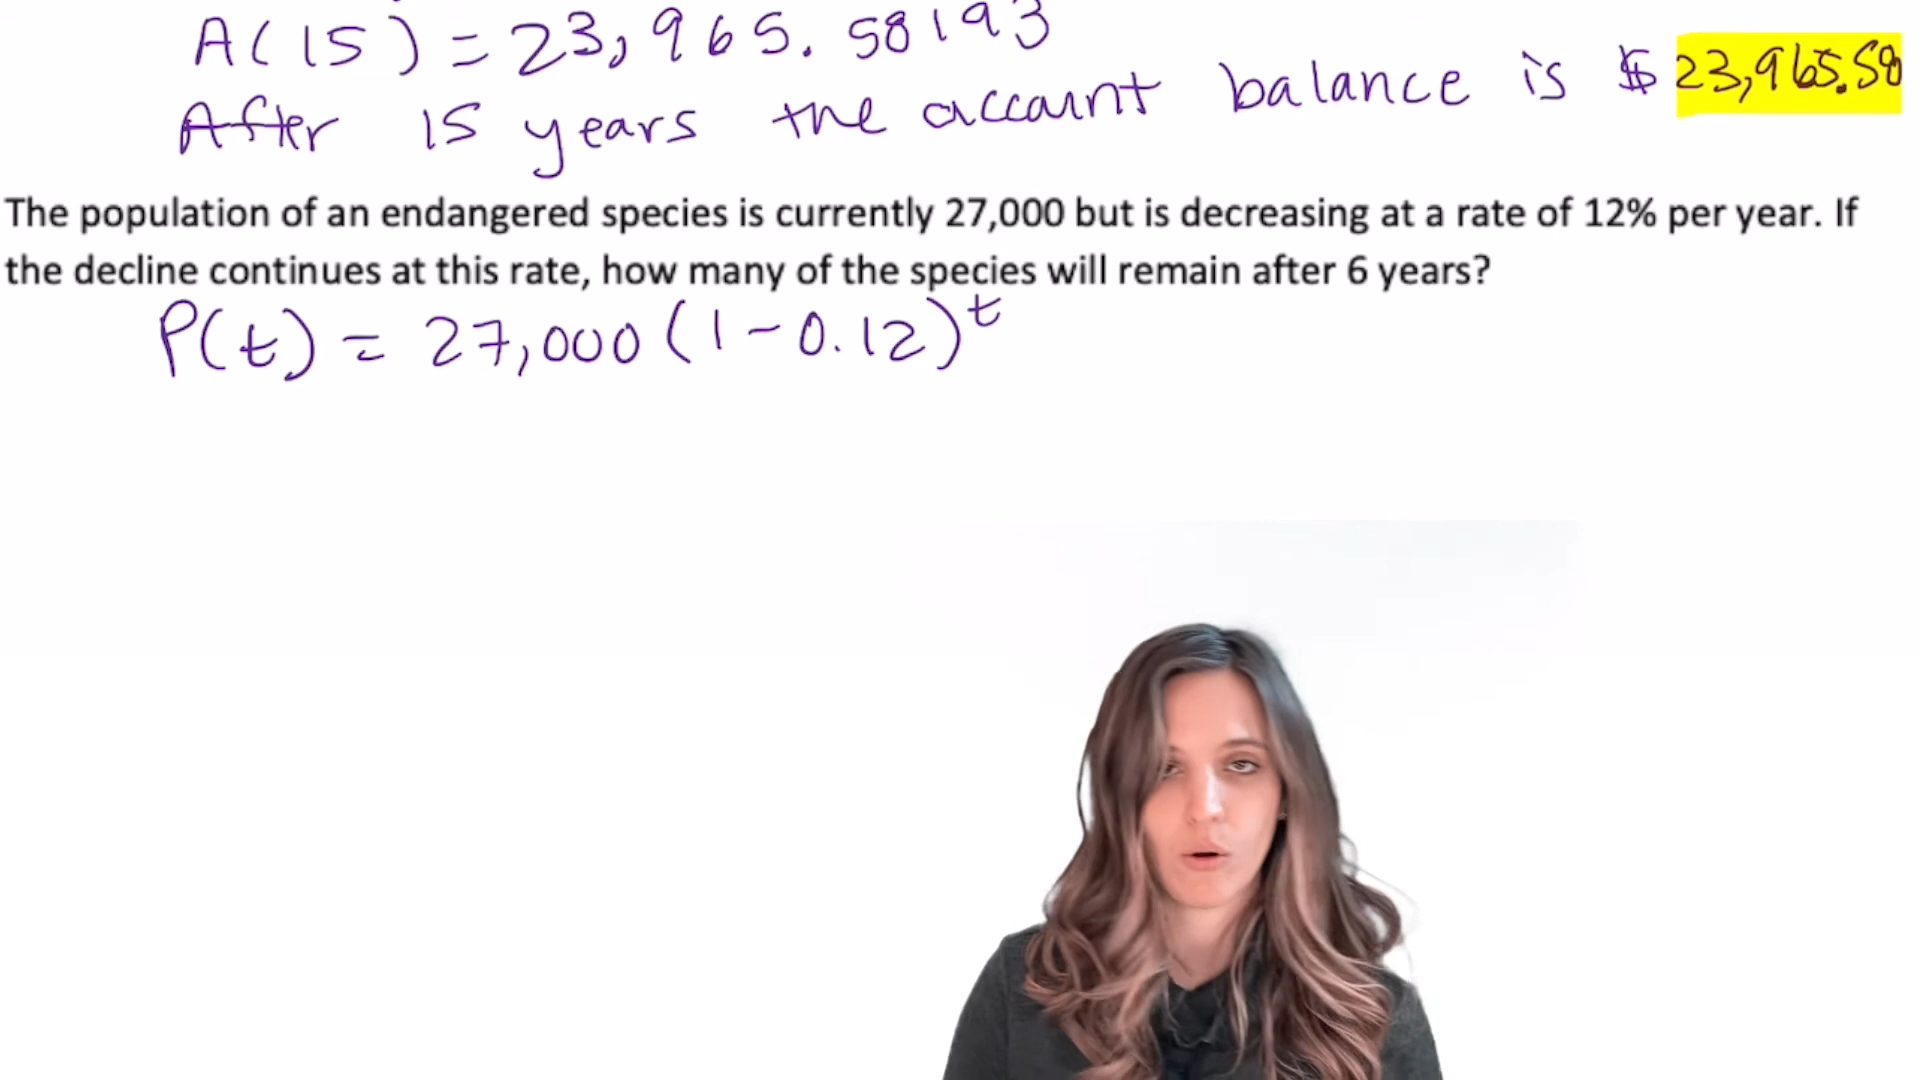 A(15) = 23,965.58193
After 15 years the account balance is $23,965.58
The population of an endangered species is currently 27,000 but is decreasing at a rate of 12% per year. If
the decline continues at this rate, how many of the species will remain after 6 years?
P(t) = 27,000 (1-0.12)^t